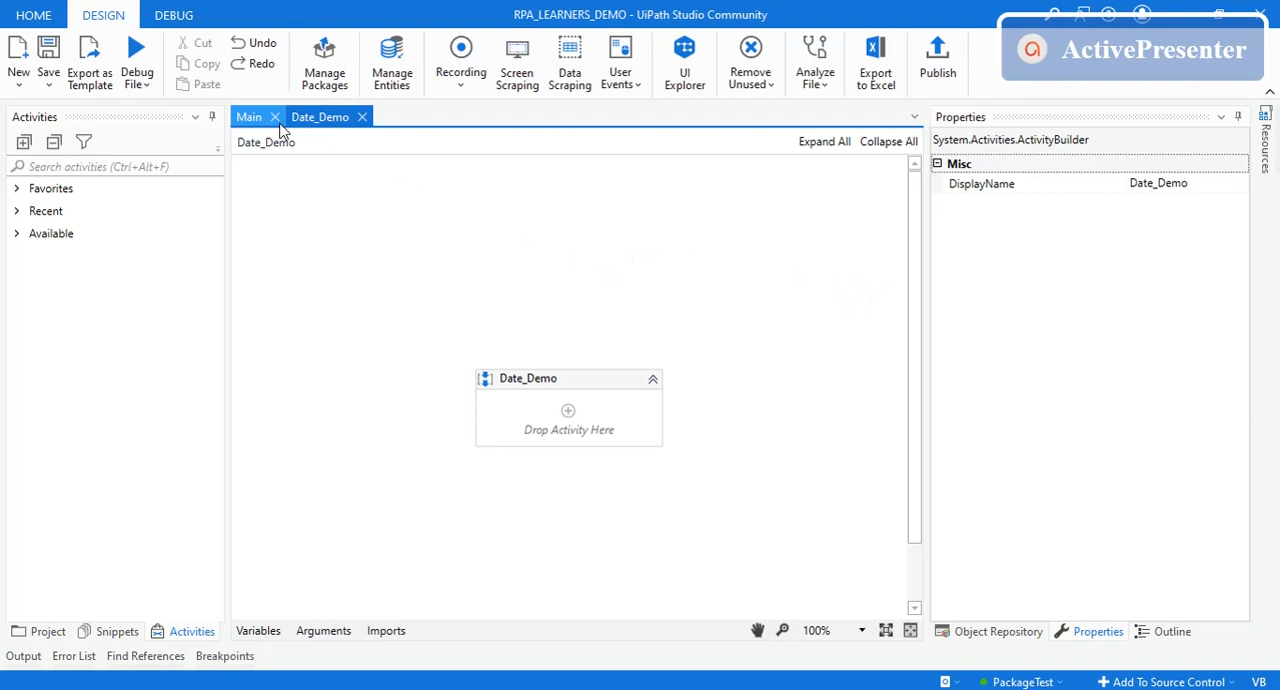 HOME DESIGN DEBUG RPA_LEARNERS_DEMO - UiPath Studio Community
ActivePresenter
New Save Export as Template Debug File Cut Copy Paste Undo Redo Manage Packages Manage Entities Recording Screen Scraping Data Scraping User Events UI Explorer Remove Unused Analyze File Export to Excel Publish
Activities Main Date_Demo Properties
Date_Demo Expand All Collapse All System.Activities.ActivityBuilder Resources
Search activities (Ctrl+Alt+F) Misc
Favorites DisplayName Date_Demo
Recent
Available
Date_Demo
Drop Activity Here
Project Snippets Activities Variables Arguments Imports 100% Object Repository Properties Outline
Output Error List Find References Breakpoints
PackageTest Add To Source Control VB